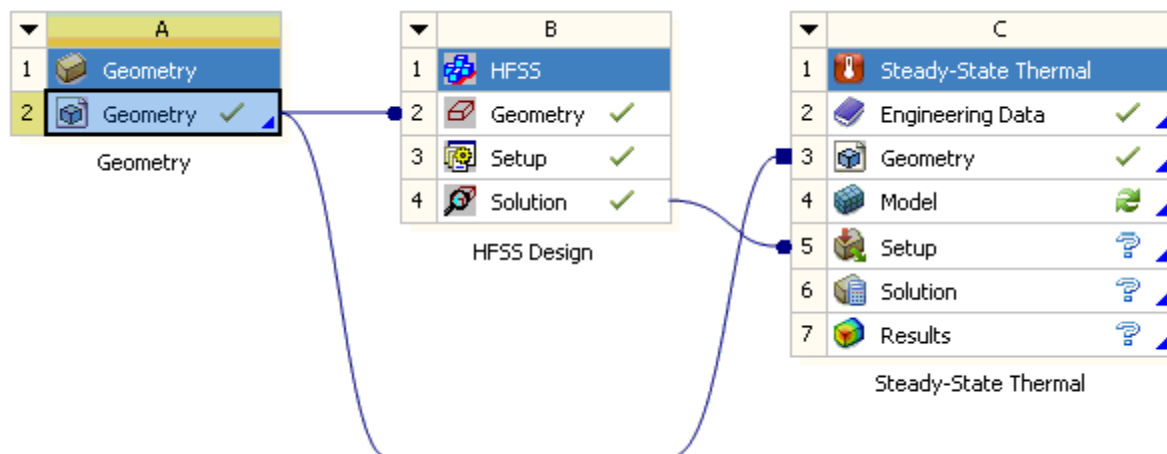 A
1 Geometry
2 Geometry
Geometry
B
1 HFSS
2 Geometry
3 Setup
4 Solution
HFSS Design
C
1 Steady-State Thermal
2 Engineering Data
3 Geometry
4 Model
5 Setup ?
6 Solution ?
7 Results ?
Steady-State Thermal